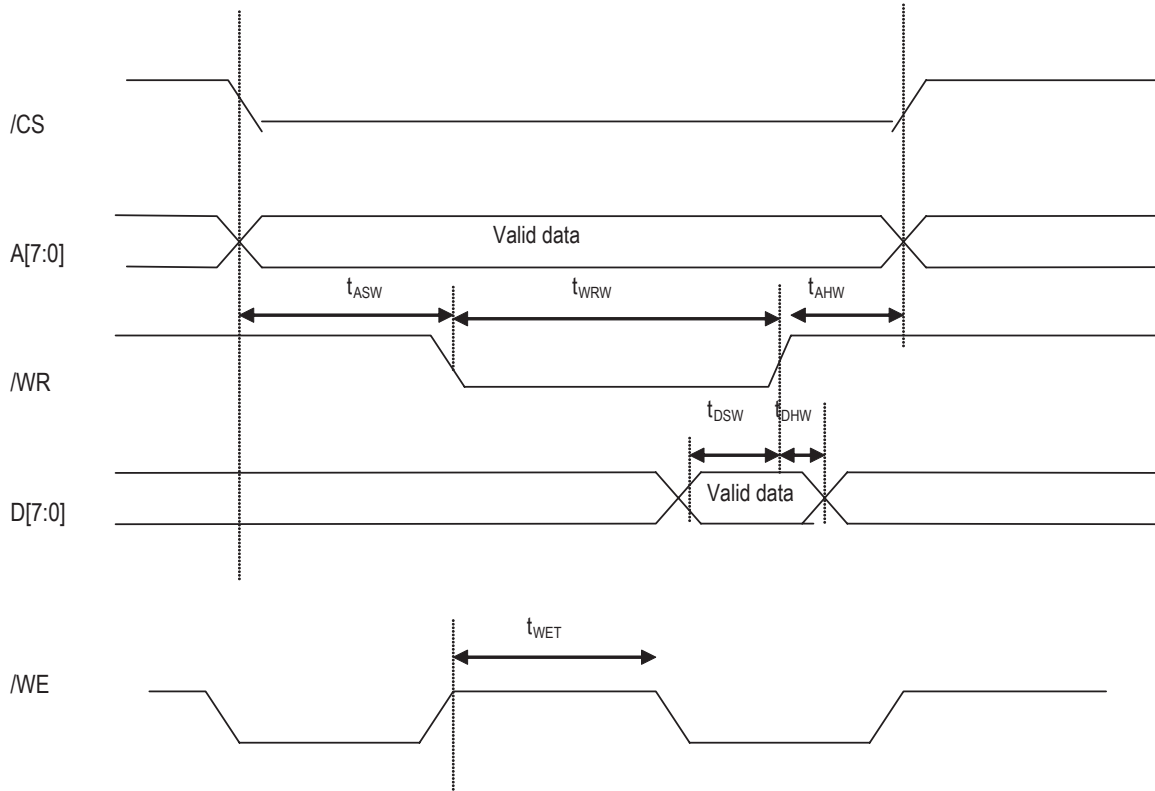 /CS
A[7:0]
Valid data
tASW
tWRW
tAHW
/WR
tDSW
tDHW
D[7:0]
Valid data
tWET
/WE